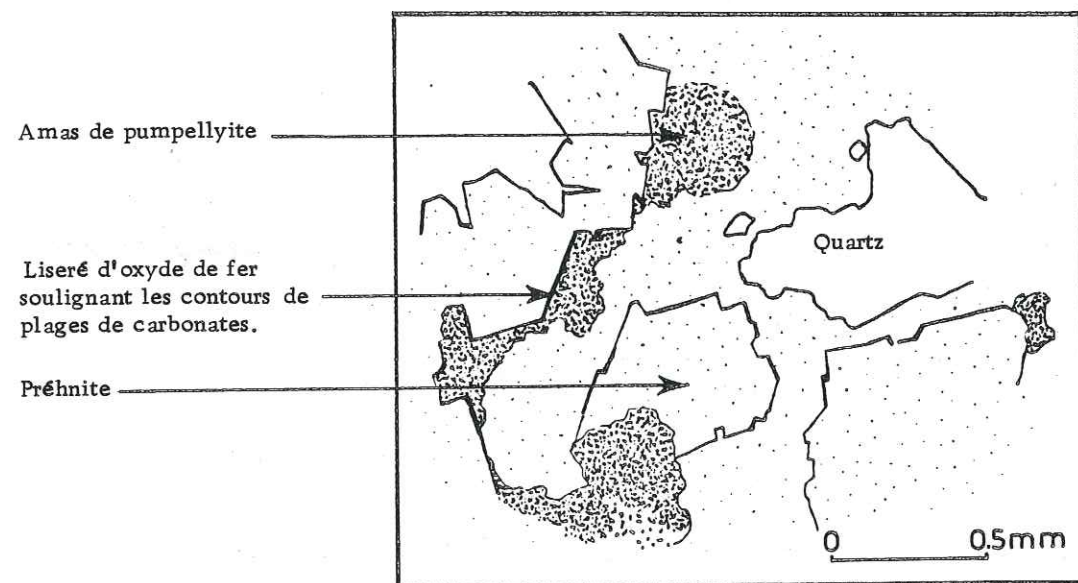 Amas de pumpellyite
Quartz
Liseré d'oxyde de fer
soulignant les contours de
plages de carbonates.
Préhnite
0 0.5mm